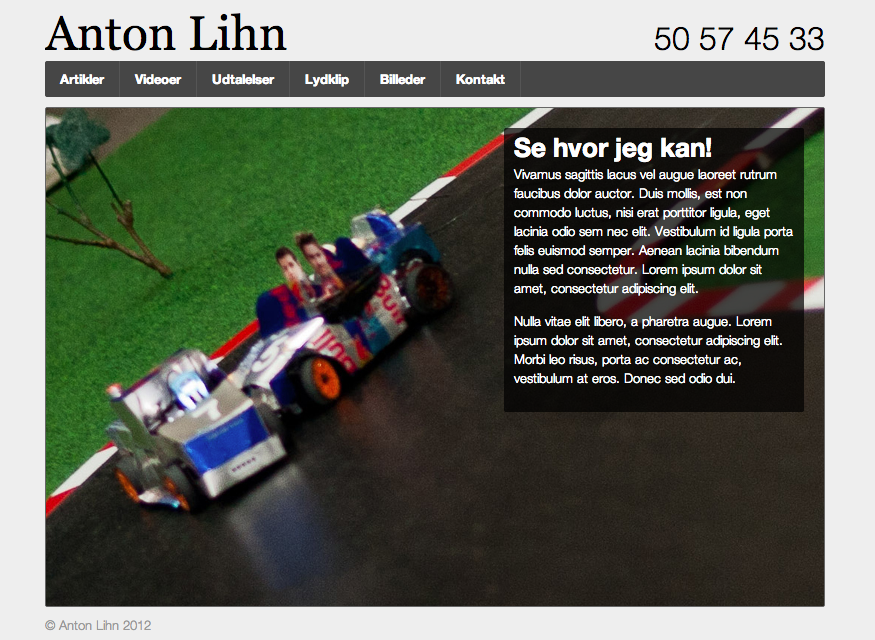 Anton Lihn
50 57 45 33
Artikler Videoer Udtalelser Lydklip Billeder Kontakt
Se hvor jeg kan!
Vivamus sagittis lacus vel augue laoreet rutrum
faucibus dolor auctor. Duis mollis, est non
commodo luctus, nisi erat porttitor ligula, eget
lacinia odio sem nec elit. Vestibulum id ligula porta
felis euismod semper. Aenean lacinia bibendum
nulla sed consectetur. Lorem ipsum dolor sit
amet, consectetur adipiscing elit.
Nulla vitae elit libero, a pharetra augue. Lorem
ipsum dolor sit amet, consectetur adipiscing elit.
Morbi leo risus, porta ac consectetur ac,
vestibulum at eros. Donec sed odio dui.
© Anton Lihn 2012